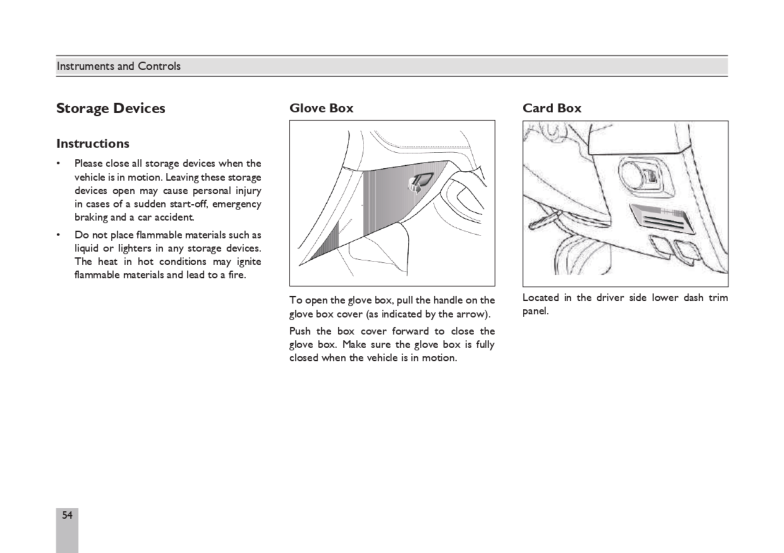 Instruments and Controls
Storage Devices
Instructions
• Please close all storage devices when the
vehicle is in motion. Leaving these storage
devices open may cause personal injury
in cases of a sudden start-off, emergency
braking and a car accident.
• Do not place flammable materials such as
liquid or lighters in any storage devices.
The heat in hot conditions may ignite
flammable materials and lead to a fire.
Glove Box
To open the glove box, pull the handle on the
glove box cover (as indicated by the arrow).
Push the box cover forward to close the
glove box. Make sure the glove box is fully
closed when the vehicle is in motion.
Card Box
Located in the driver side lower dash trim
panel.
54